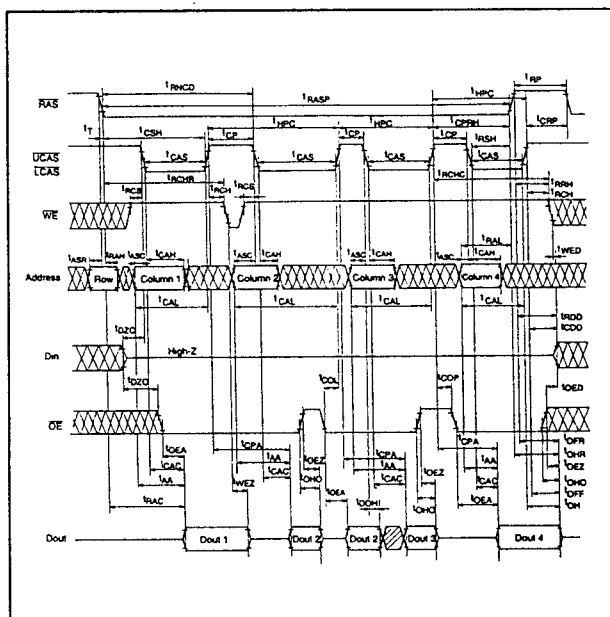 tRNCD tRP
RAS tRASP
tHPC tHPC
tT tCSH tHPC tCPRH tCRP
tCP tCP tCP tRSH
UCAS
LCAS tCAS tCAS tCAS tCAS
tRCHR tRCHC tRRH
tRCS tRCH tRCS tRCH
WE
tWED
tRAL
tASR tRAH tASC tCAH tASC tCAH tASC tCAH tASC tCAH
Address Row Column 1 Column 2 Column 3 Column 4
tCAL tCAL tCAL tCAL
tRDD
tDZC tCDD
Din High-Z
tDZO tCOL tCOP tOED
OE
tOEA tCPA tCPA tCPA tOFR
tCAC tOEZ tAA tOHR
tAA tWEZ tAA tCAC tOHO tOEA tCAC tOEZ tCAC tOEZ
tRAC tOHO tOEA tOHO
tOFF
tOH
Dout Dout 1 Dout 2 Dout 2 Dout 3 Dout 4